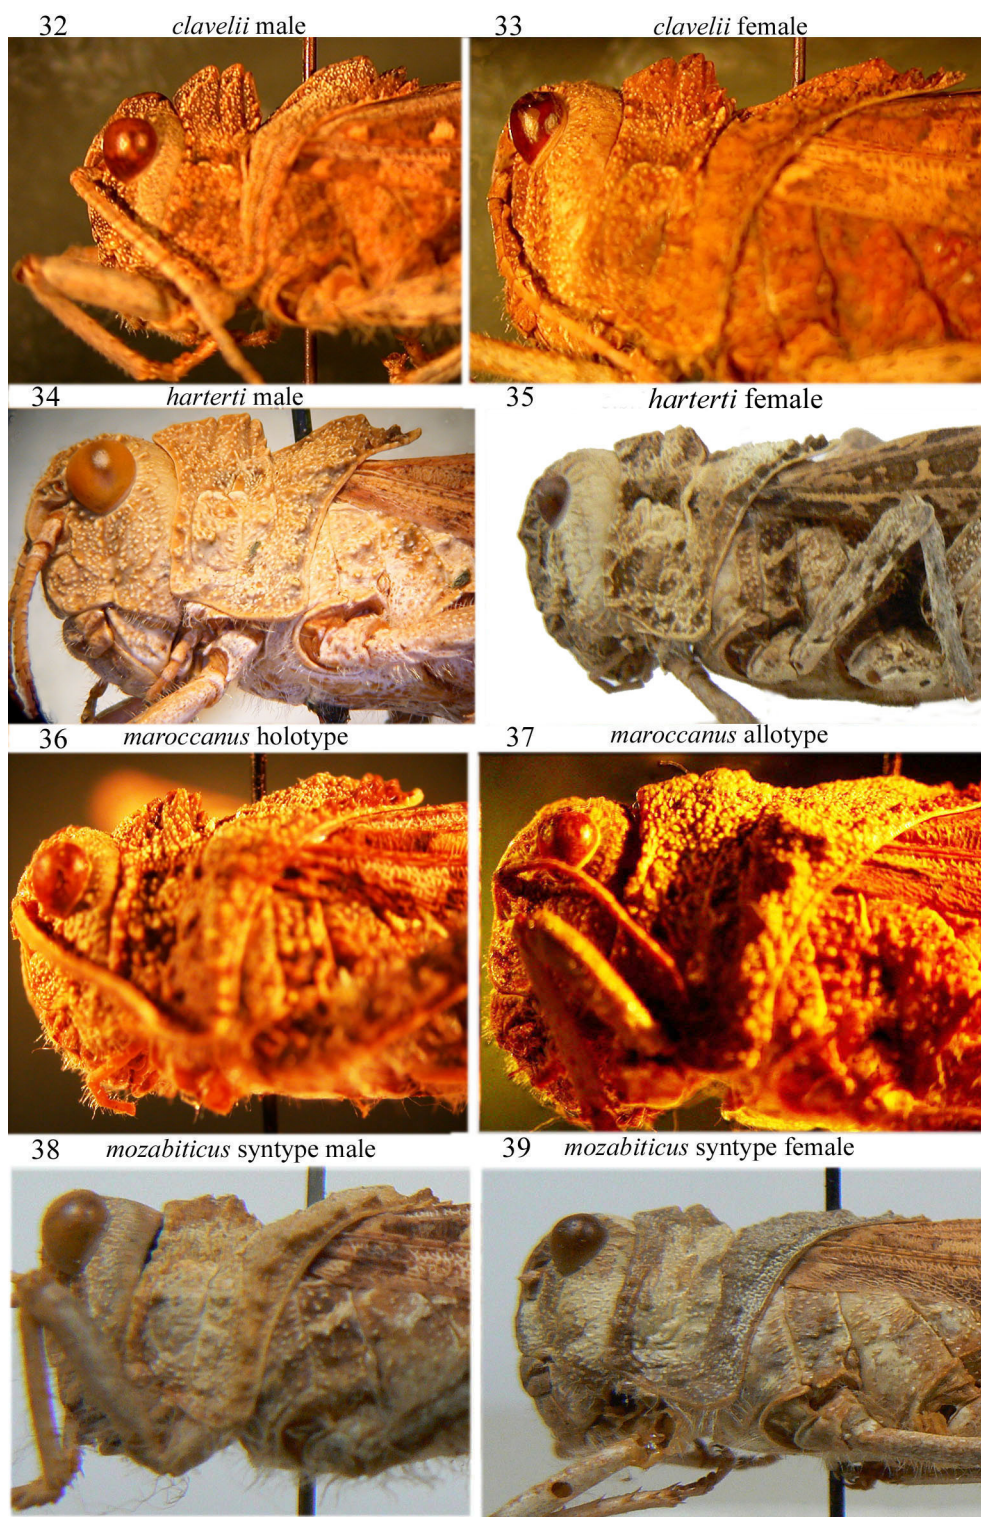 32 clavelii male
33 clavelii female
34 harterti male
35 harterti female
36 maroccanus holotype
37 maroccanus allotype
38 mozabiticus syntype male
39 mozabiticus syntype female